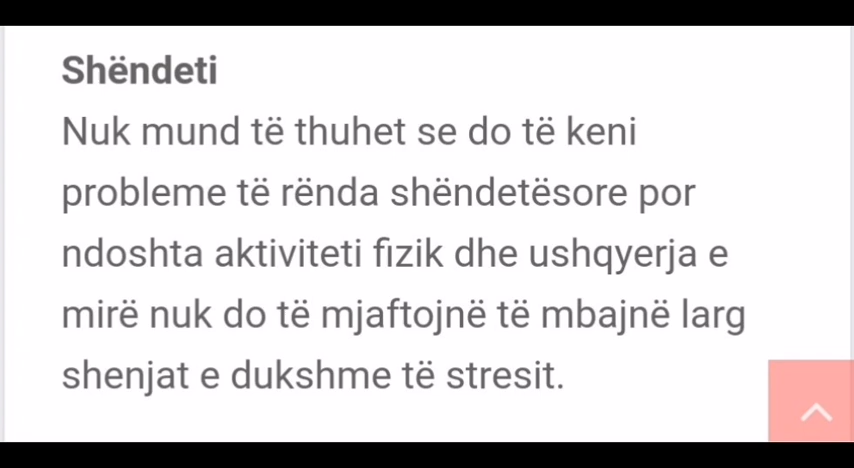 Shëndeti
Nuk mund të thuhet se do të keni
probleme të rënda shëndetësore por
ndoshta aktiviteti fizik dhe ushqyerja e
mirë nuk do të mjaftojnë të mbajnë larg
shenjat e dukshme të stresit.